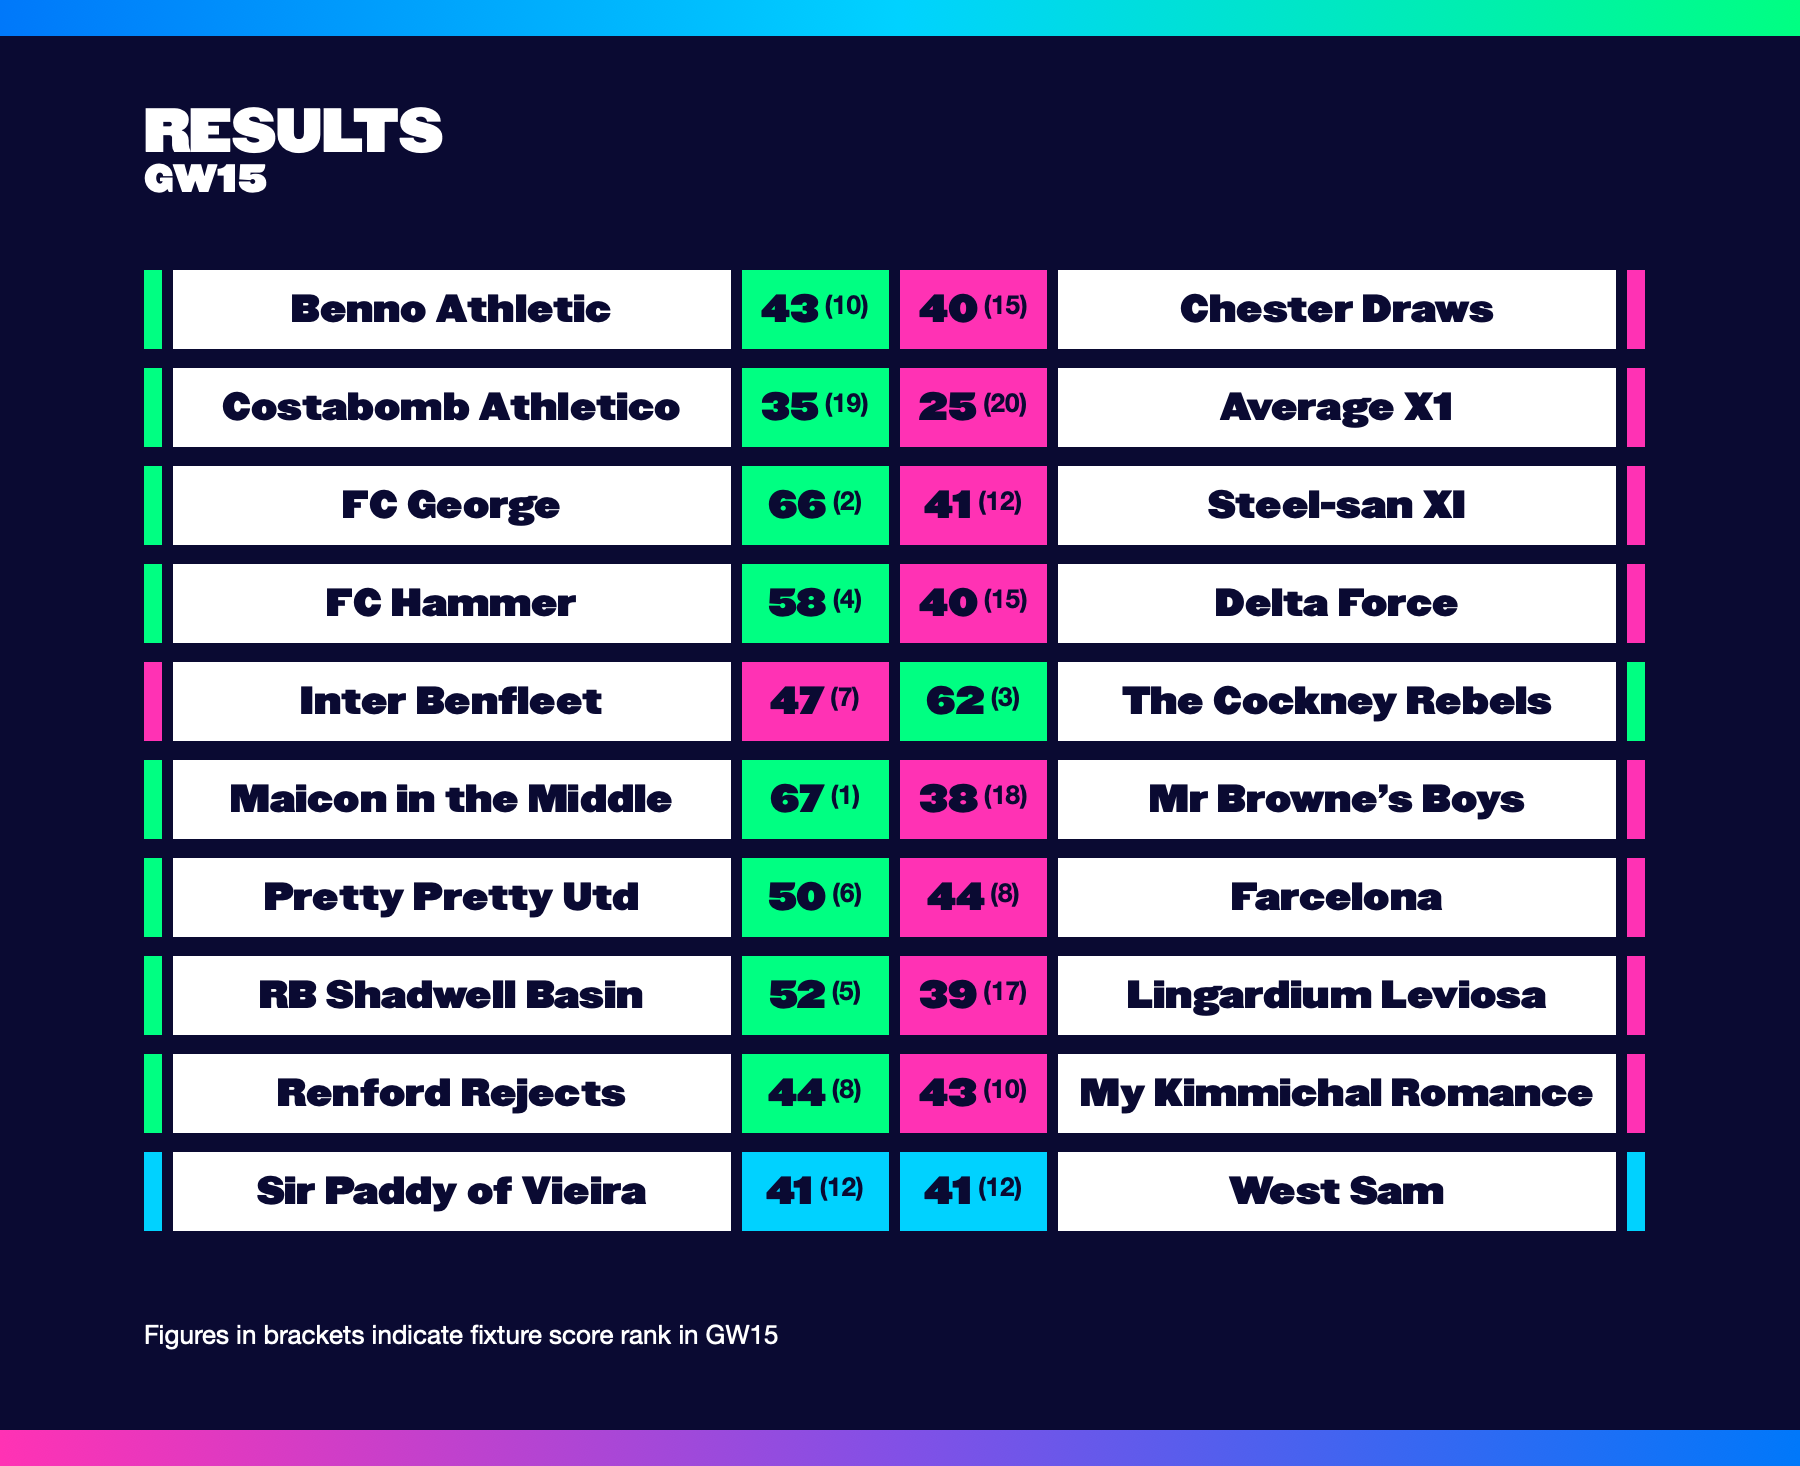 RESULTS
GW15
Benno Athletic 43 (10) 40 (15) Chester Draws
Costabomb Athletico 35 (19) 25 (20) Average X1
FC George 66 (2) 41 (12) Steel-san XI
FC Hammer 58 (4) 40 (15) Delta Force
Inter Benfleet 47 (7) 62 (3) The Cockney Rebels
Maicon in the Middle 67 (1) 38 (18) Mr Browne’s Boys
Pretty Pretty Utd 50 (6) 44 (8) Farcelona
RB Shadwell Basin 52 (5) 39 (17) Lingardium Leviosa
Renford Rejects 44 (8) 43 (10) My Kimmichal Romance
Sir Paddy of Vieira 41 (12) 41 (12) West Sam
Figures in brackets indicate fixture score rank in GW15